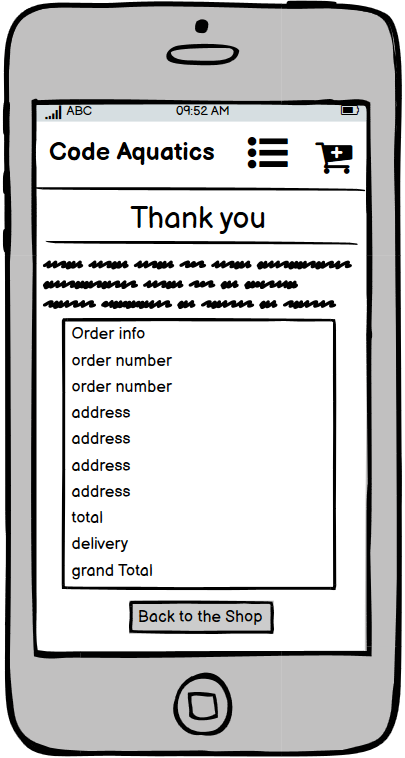 ABC 09:52 AM
Code Aquatics
Thank you
Order info
order number
order number
address
address
address
address
total
delivery
grand Total
Back to the Shop